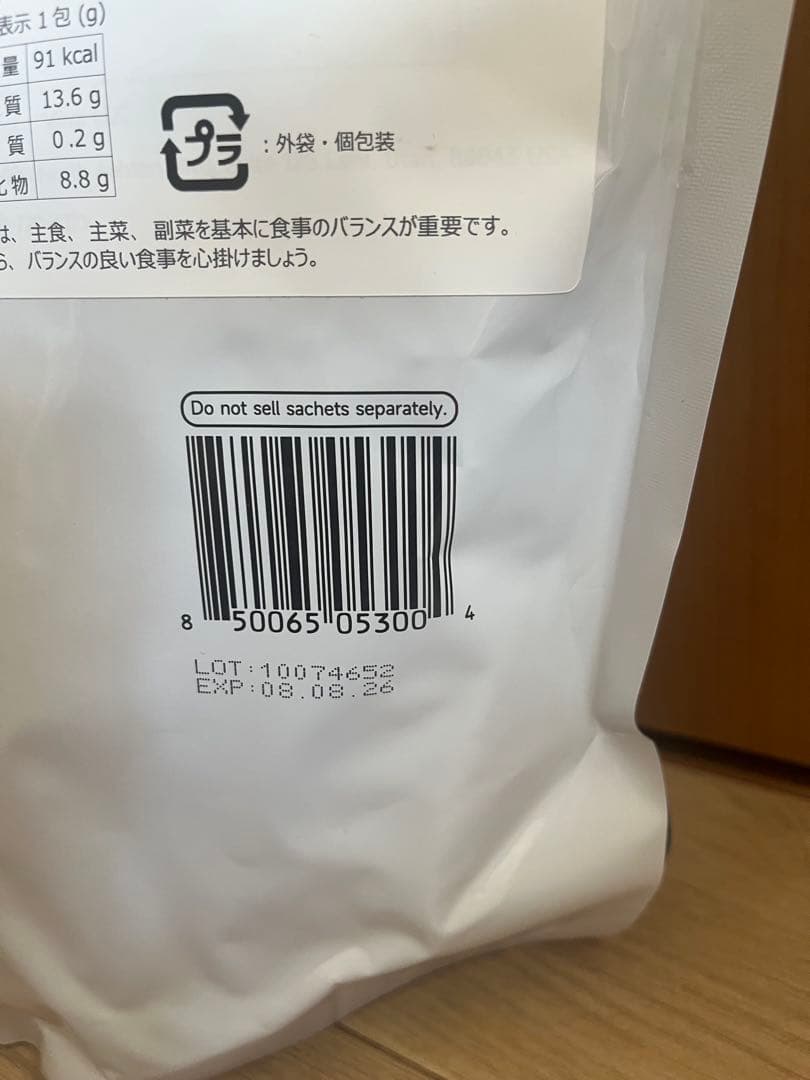 表示1包(g)
量 91 kcal
質 13.6 g
質 0.2 g
物 8.8 g
プラ :外袋・個包装
は、主食、主菜、副菜を基本に食事のバランスが重要です。
ら、バランスの良い食事を心掛けましょう。
Do not sell sachets separately.
8 50065 05300 4
LOT:10074652
EXP:08.08.26